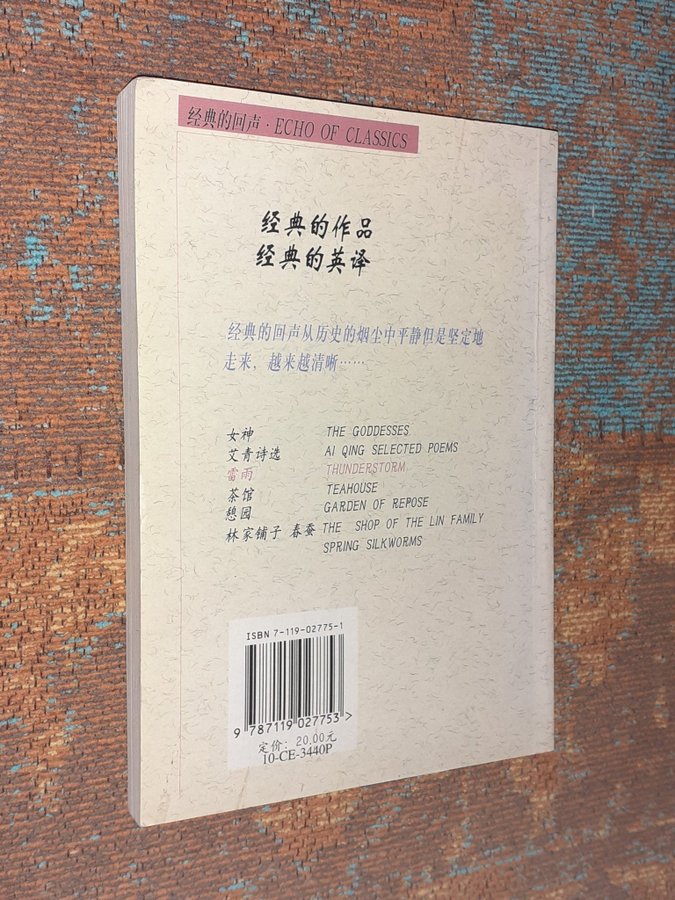 经典的回声·ECHO OF CLASSICS
经典的作品
经典的英译
经典的回声从历史的烟尘中平静但是坚定地
走来，越来越清晰……
女神 THE GODDESSES
艾青诗选 AI QING SELECTED POEMS
雷雨 THUNDERSTORM
茶馆 TEAHOUSE
憩园 GARDEN OF REPOSE
林家铺子 春蚕 THE SHOP OF THE LIN FAMILY
SPRING SILKWORMS
ISBN 7-119-02775-1
9 787119 027753>
定价：20.00元
10-CE-3440P